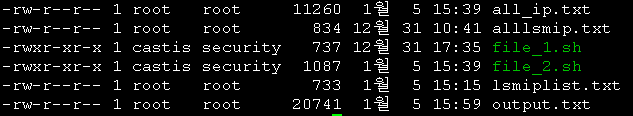 -rw-r--r-- 1 root root 11260 1월 5 15:39 all_ip.txt
-rw-r--r-- 1 root root 834 12월 31 10:41 alllsmip.txt
-rwxr-xr-x 1 castis security 737 12월 31 17:35 file_1.sh
-rwxr-xr-x 1 castis security 1087 1월 5 15:39 file_2.sh
-rw-r--r-- 1 root root 733 1월 5 15:15 lsmiplist.txt
-rw-r--r-- 1 root root 20741 1월 5 15:59 output.txt